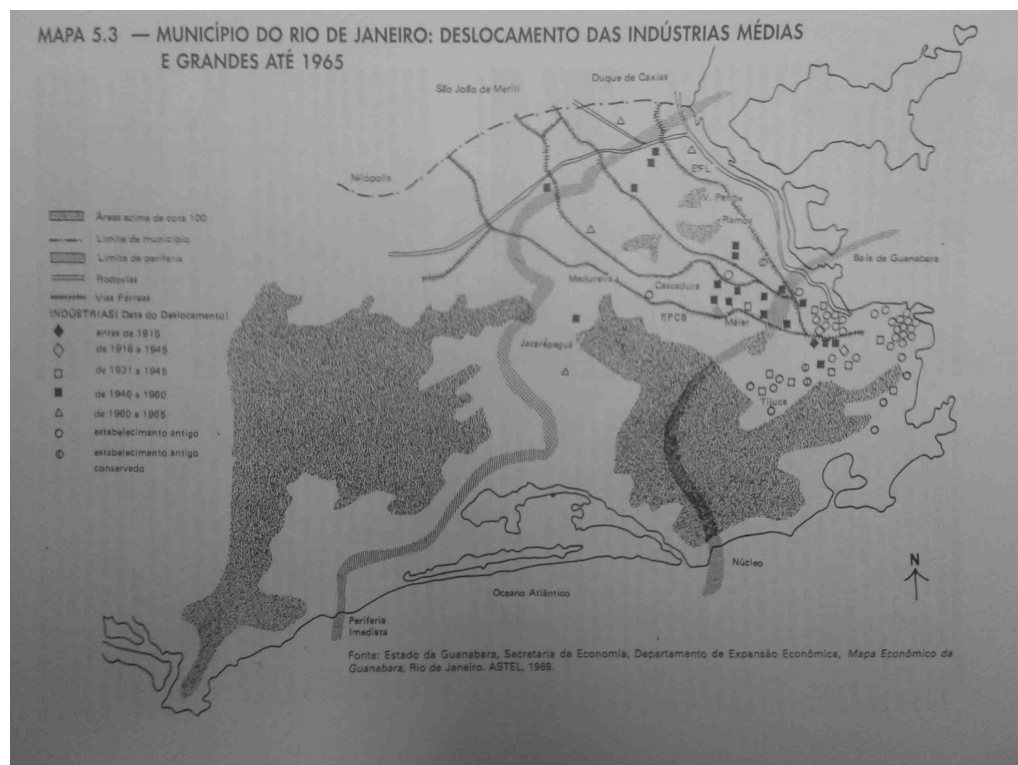 MAPA 5.3 — MUNICÍPIO DO RIO DE JANEIRO: DESLOCAMENTO DAS INDÚSTRIAS MÉDIAS
E GRANDES ATÉ 1965
Duque de Caxias
São João de Meriti
Nilópolis
EFL
V. Penha
Ramos
Baía de Guanabara
Madureira
Cascadura
EFCB
Méier
Jacarépaguá
Tijuca
Áreas acima da cota 100
Limite de município
Limite de periferia
Rodovias
Vias Férreas
INDÚSTRIAS( Data do Deslocamento)
antes de 1915
de 1916 a 1945
de 1931 a 1945
de 1946 a 1960
de 1960 a 1965
estabelecimento antigo
estabelecimento antigo
conservado
Núcleo
N
Oceano Atlântico
Periferia
Imediata
Fonte: Estado da Guanabara, Secretaria de Economia, Departamento de Expansão Econômica, Mapa Econômico da
Guanabara, Rio de Janeiro. ASTEL, 1969.